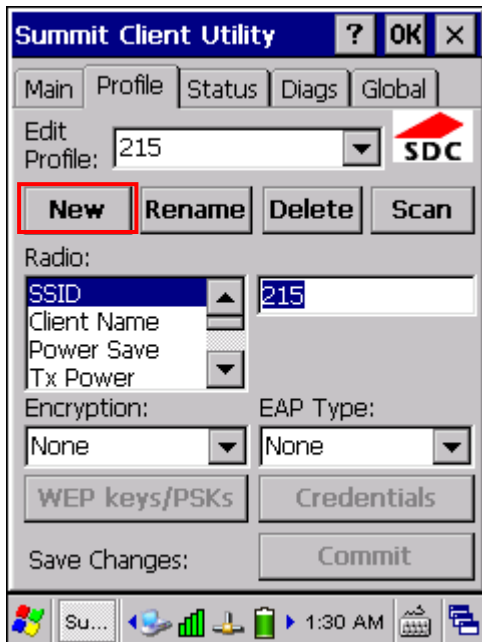 Summit Client Utility ? OK ×
Main Profile Status Diags Global
Edit
Profile: 215
SDC
New Rename Delete Scan
Radio:
SSID 215
Client Name
Power Save
Tx Power
Encryption: EAP Type:
None None
WEP keys/PSKs Credentials
Save Changes: Commit
Su... 1:30 AM